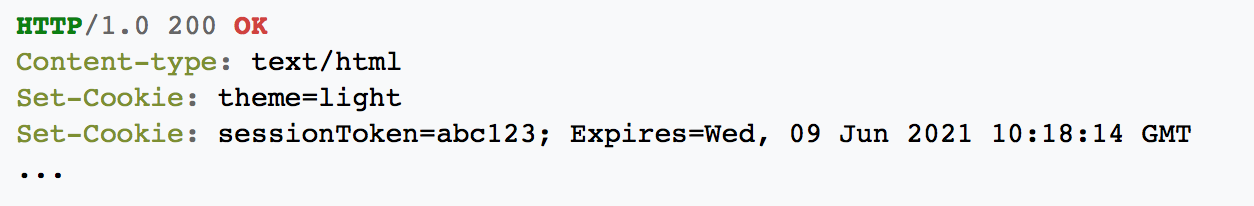 HTTP/1.0 200 OK
Content-type: text/html
Set-Cookie: theme=light
Set-Cookie: sessionToken=abc123; Expires=Wed, 09 Jun 2021 10:18:14 GMT
...